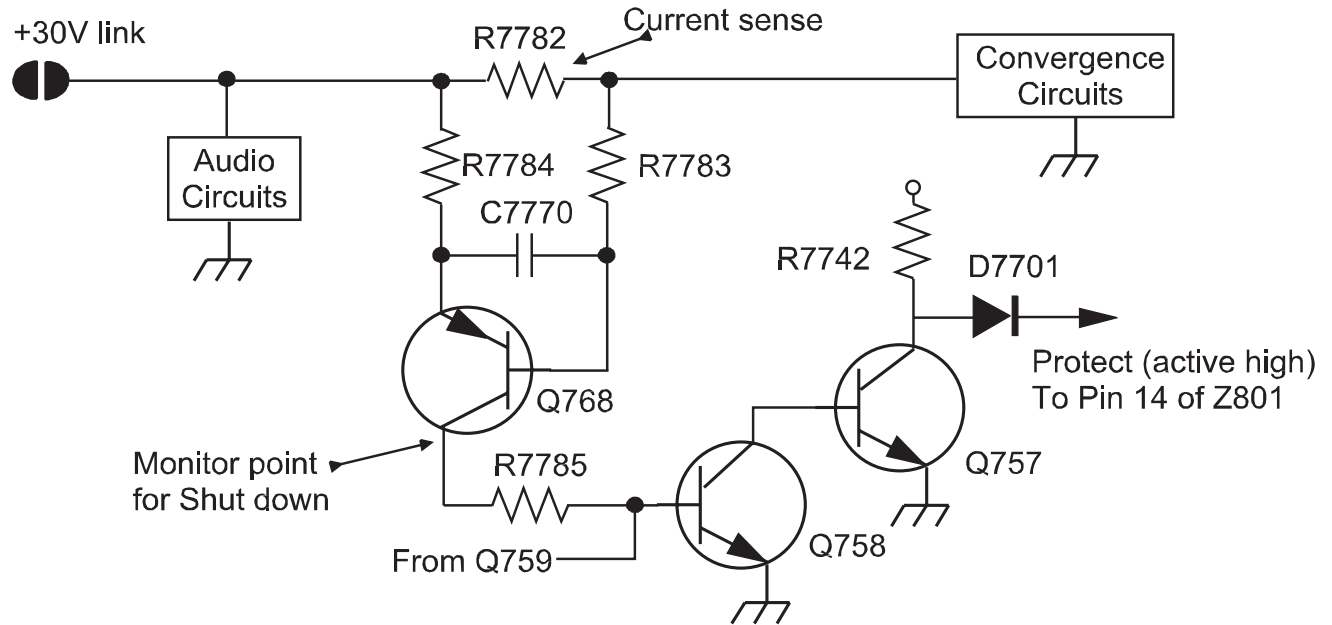 +30V link
R7782
Current sense
Convergence
Circuits
Audio
Circuits
R7784
R7783
C7770
R7742
D7701
Protect (active high)
To Pin 14 of Z801
Q768
Monitor point
for Shut down
R7785
Q757
From Q759
Q758